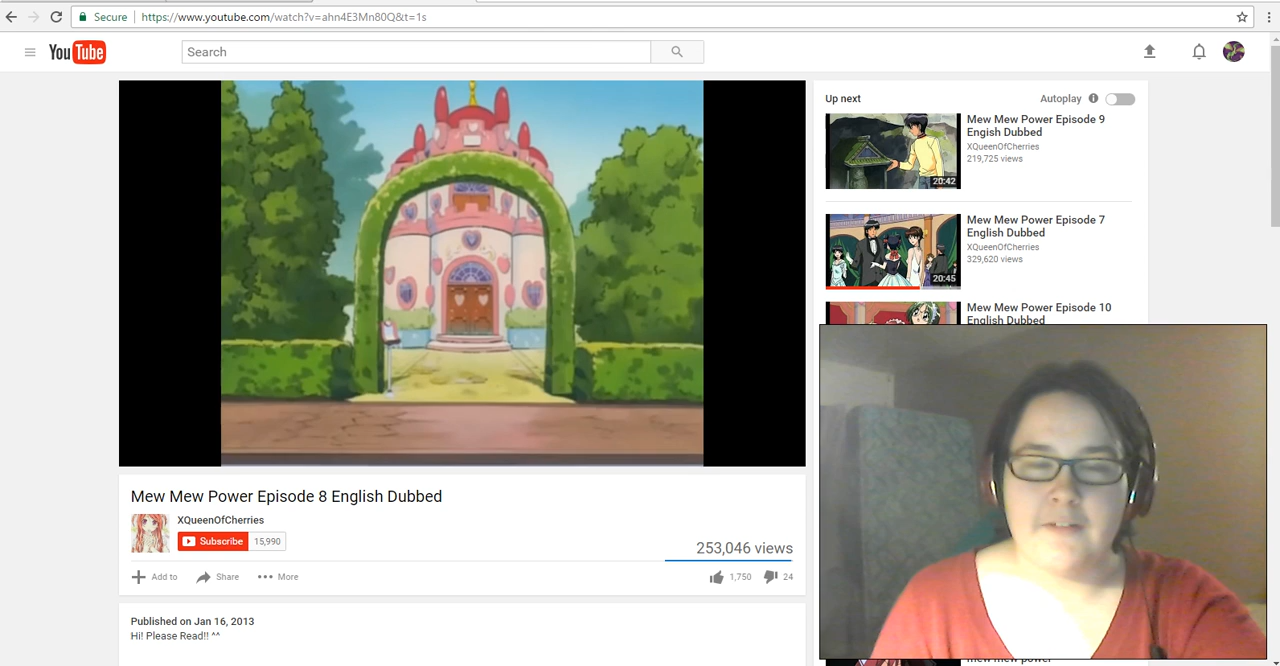 Secure https://www.youtube.com/watch?v=ahn4E3Mn80Q&t=1s
YouTube
Search
Up next
Autoplay
Mew Mew Power Episode 9
Engish Dubbed
XQueenOfCherries
219,725 views
20:42
Mew Mew Power Episode 7
English Dubbed
XQueenOfCherries
329,620 views
20:45
Mew Mew Power Episode 10
English Dubbed
Mew Mew Power Episode 8 English Dubbed
XQueenOfCherries
Subscribe 15,990
253,046 views
Add to Share More
1,750 24
Published on Jan 16, 2013
Hi! Please Read!! ^^
mew mew power